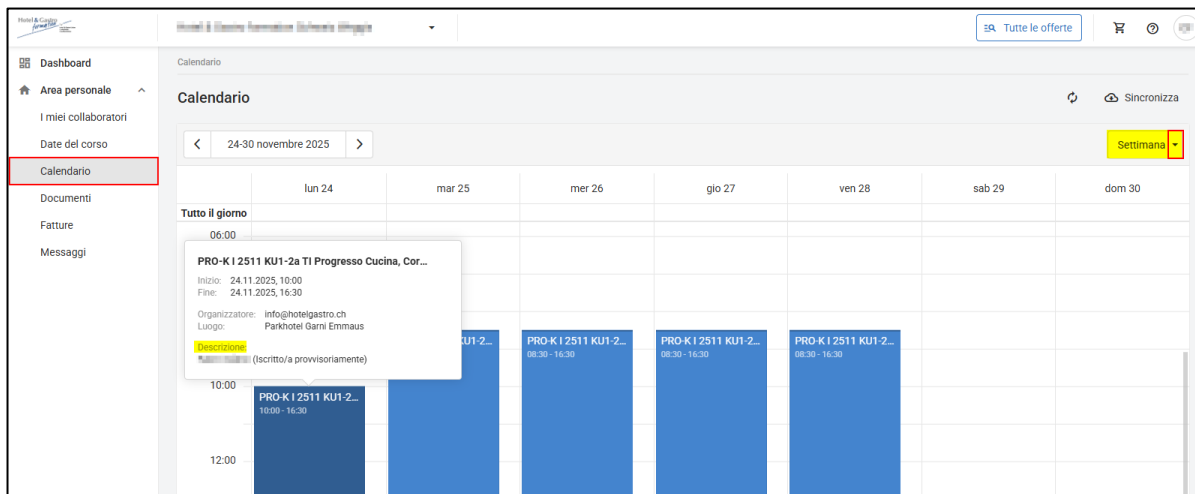 Hotel & Gastro
formation
Tutte le offerte
Dashboard
Area personale
I miei collaboratori
Date del corso
Calendario
Documenti
Fatture
Messaggi
Calendario
Calendario
Sincronizza
24-30 novembre 2025
Settimana
lun 24 mar 25 mer 26 gio 27 ven 28 sab 29 dom 30
Tutto il giorno
06:00
PRO-K I 2511 KU1-2a TI Progresso Cucina, Cor...
Inizio: 24.11.2025, 10:00
Fine: 24.11.2025, 16:30
Organizzatore: info@hotelgastro.ch
Luogo: Parkhotel Garni Emmaus
Descrizione:
(Iscritto/a provvisoriamente)
KU1-2... PRO-K I 2511 KU1-2... PRO-K I 2511 KU1-2... PRO-K I 2511 KU1-2...
08:30 - 16:30 08:30 - 16:30 08:30 - 16:30
10:00
PRO-K I 2511 KU1-2...
10:00 - 16:30
12:00